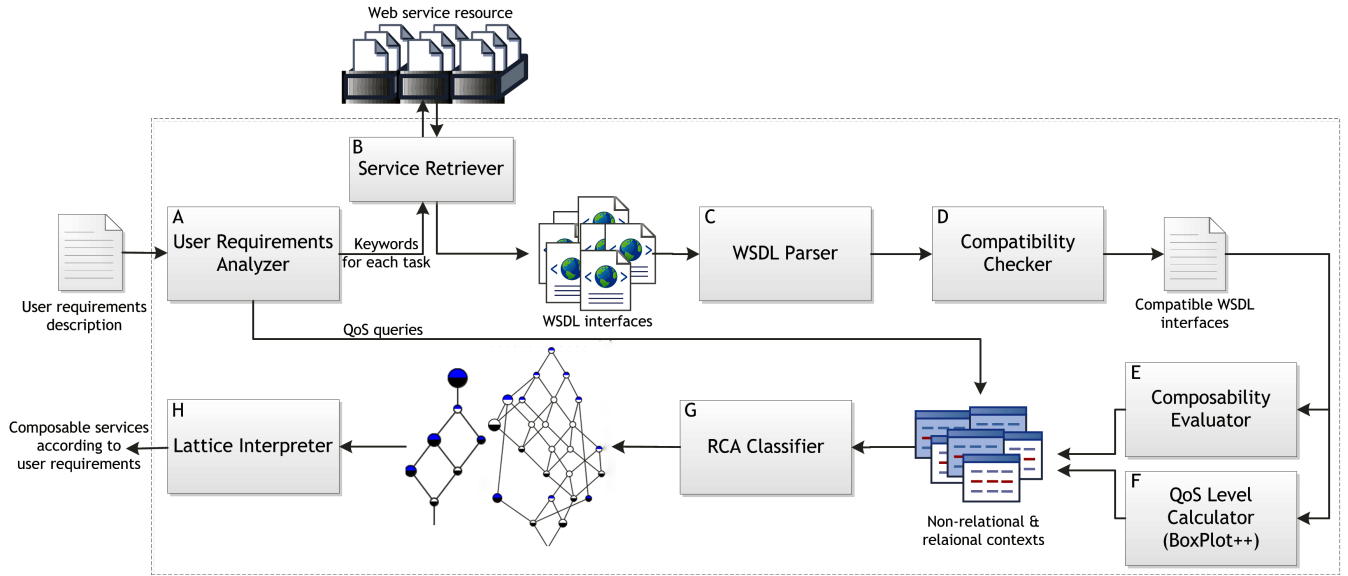 Web service resource
B
Service Retriever
A
User Requirements
Analyzer
Keywords
for each task
C
WSDL Parser
D
Compatibility
Checker
User requirements
description
WSDL interfaces
Compatible WSDL
interfaces
QoS queries
E
Composability
Evaluator
H
Lattice Interpreter
G
RCA Classifier
Composable services
according to
user requirements
F
QoS Level
Calculator
(BoxPlot++)
Non-relational &
relaional contexts